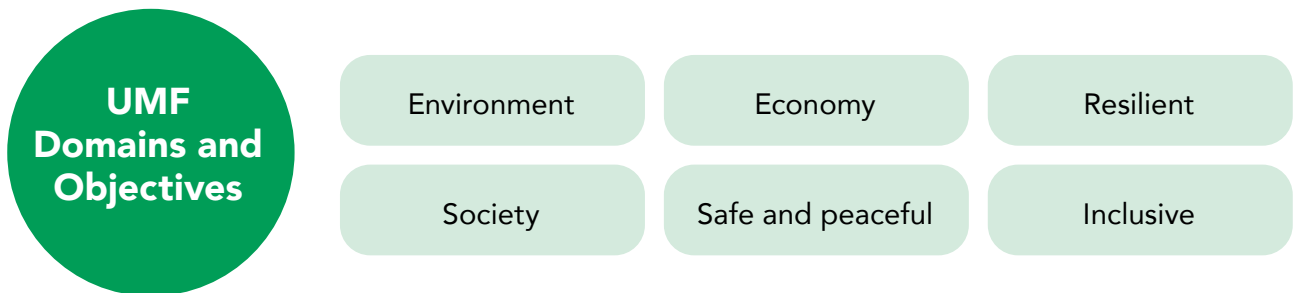 UMF
Domains and
Objectives
Environment
Economy
Resilient
Society
Safe and peaceful
Inclusive